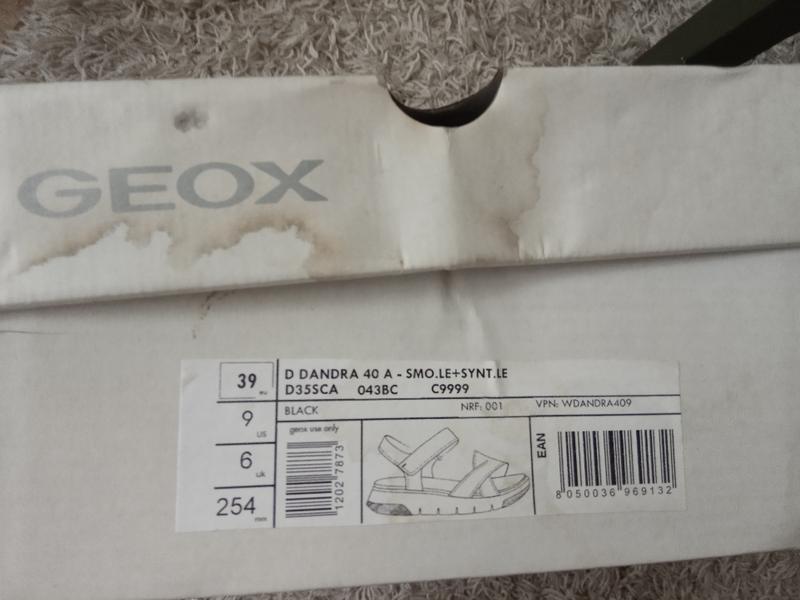 GEOX
39 eu
D DANDRA 40 A - SMO.LE+SYNT.LE
D35SCA 043BC C9999
9 US
BLACK NRF: 001 VPN: WDANDRA409
geox use only
6 uk
254 mm
1202 7873
EAN
8 050036 969132